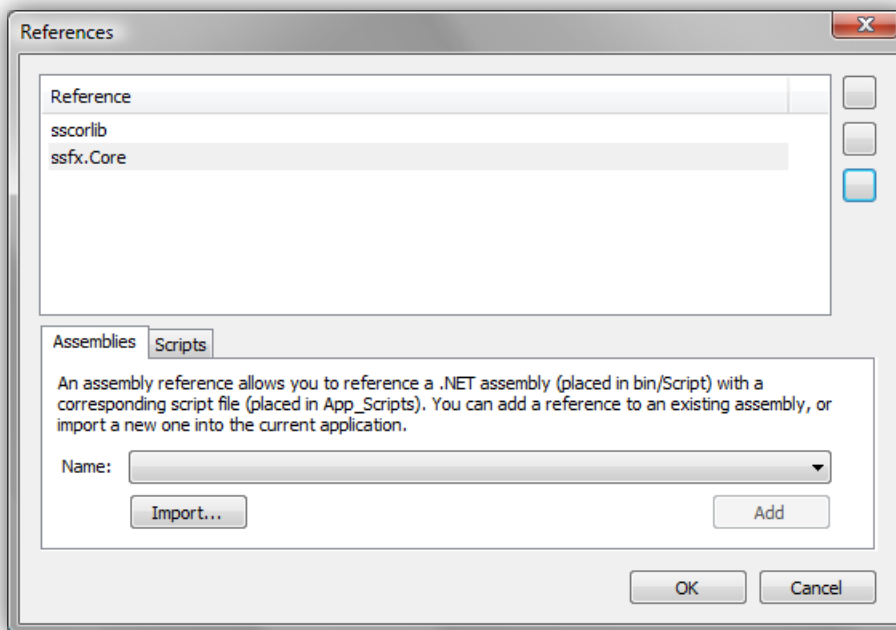 References
Reference
sscorlib
ssfx.Core
Assemblies Scripts
An assembly reference allows you to reference a .NET assembly (placed in bin/Script) with a
corresponding script file (placed in App_Scripts). You can add a reference to an existing assembly, or
import a new one into the current application.
Name:
Import... Add
OK Cancel